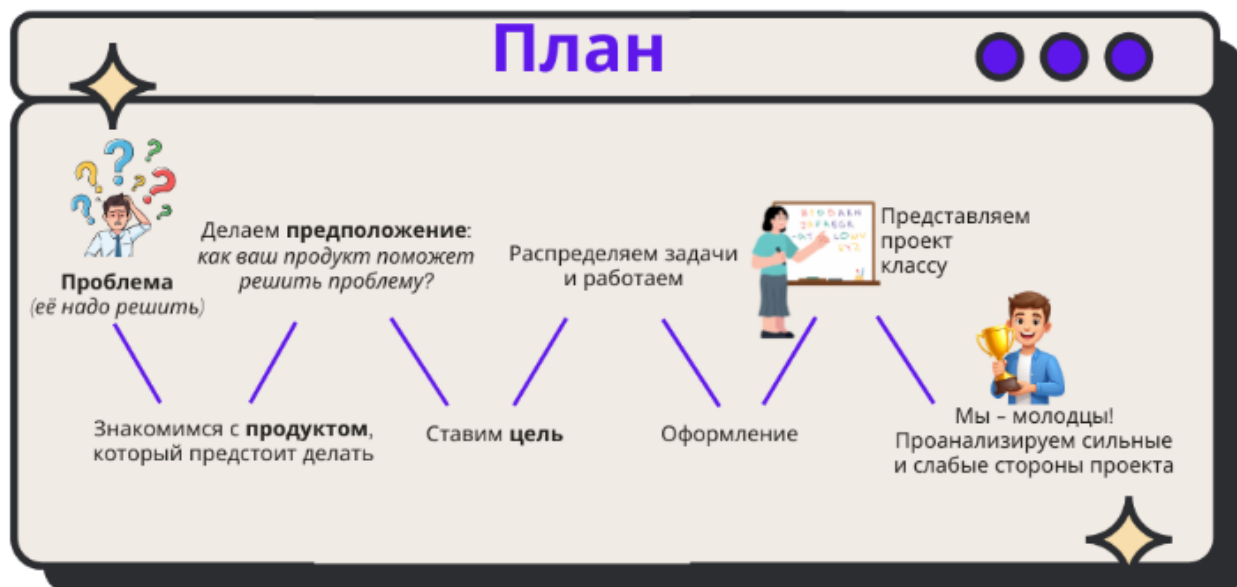 План
Проблема
(её надо решить)
Знакомимся с продуктом,
который предстоит делать
Делаем предположение:
как ваш продукт поможет
решить проблему?
Ставим цель
Распределяем задачи
и работаем
Оформление
Представляем
проект
классу
Мы – молодцы!
Проанализируем сильные
и слабые стороны проекта